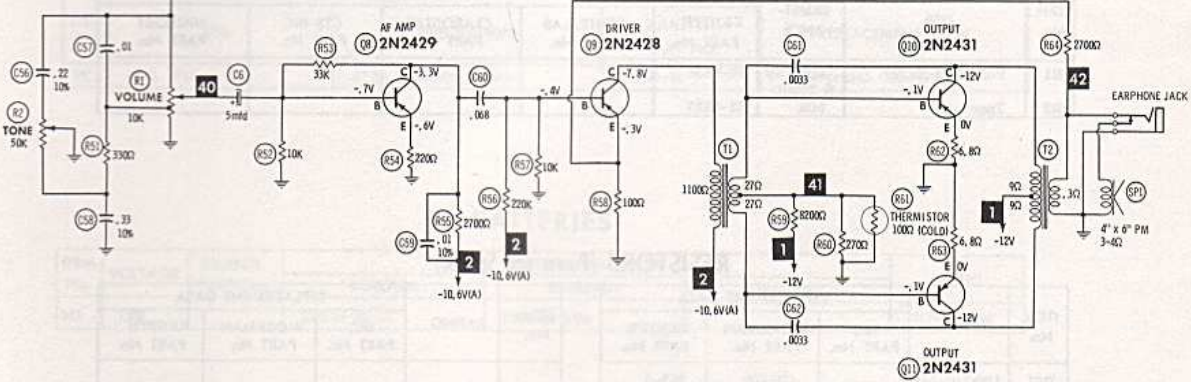 C57
.01
C56
.22
10%
R2
TONE
50K
R1
VOLUME
10K
R51
330Ω
C58
.33
10%
40
C6
+
5 mfd
R52
10K
R53
33K
AF AMP
Q8 2N2429
C
-3,3V
-,7V
B
E
-,6V
R54
220Ω
C60
.068
R55
2700Ω
C59
.01
10%
2
-10,6V(A)
R56
220K
2
-10,6V(A)
R57
10K
-,4V
DRIVER
Q9 2N2428
C
-7,8V
B
E
-,3V
R58
100Ω
T1
1100Ω
27Ω
27Ω
2
-10,6V(A)
C61
.0033
41
R59
8200Ω
1
-12V
R60
270Ω
R61
THERMISTOR
100Ω (COLD)
C62
.0033
OUTPUT
Q10 2N2431
C
-12V
-,1V
B
E
0V
R62
6,8Ω
R63
6,8Ω
E
0V
-,1V
B
C
-12V
OUTPUT
Q11 2N2431
T2
9Ω
9Ω
1
-12V
.3Ω
R64
2700Ω
42
EARPHONE JACK
SP1
4" x 6" PM
3-4Ω